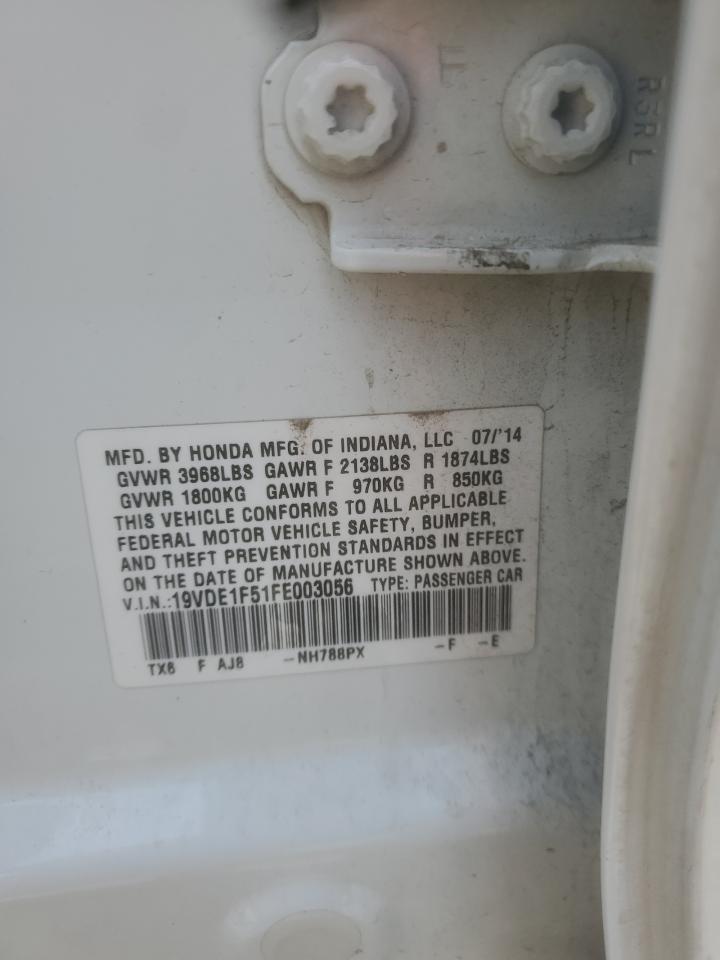 LL
R3RL
MFD. BY HONDA MFG. OF INDIANA, LLC 07/'14
GVWR 3968LBS GAWR F 2138LBS R 1874LBS
GVWR 1800KG GAWR F 970KG R 850KG
THIS VEHICLE CONFORMS TO ALL APPLICABLE
FEDERAL MOTOR VEHICLE SAFETY, BUMPER,
AND THEFT PREVENTION STANDARDS IN EFFECT
ON THE DATE OF MANUFACTURE SHOWN ABOVE.
V.I.N.:19VDE1F51FE003056 TYPE: PASSENGER CAR
TX6 F AJ8 -NH788PX -F -E